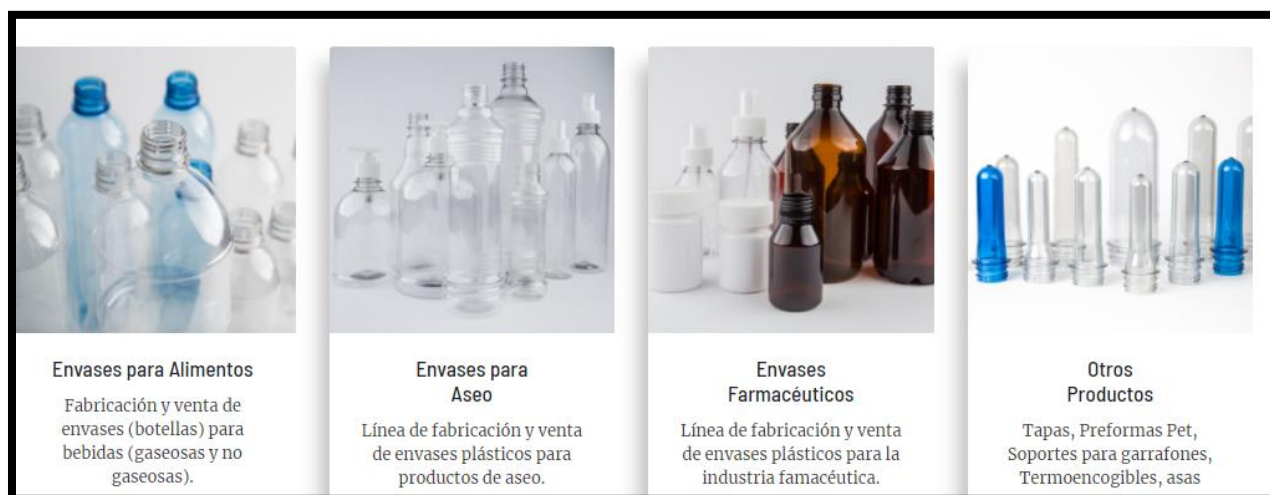 Envases para Alimentos
Fabricación y venta de
envases (botellas) para
bebidas (gaseosas y no
gaseosas).
Envases para
Aseo
Línea de fabricación y venta
de envases plásticos para
productos de aseo.
Envases
Farmacéuticos
Línea de fabricación y venta
de envases plásticos para la
industria famacéutica.
Otros
Productos
Tapas, Preformas Pet,
Soportes para garrafones,
Termoencogibles, asas